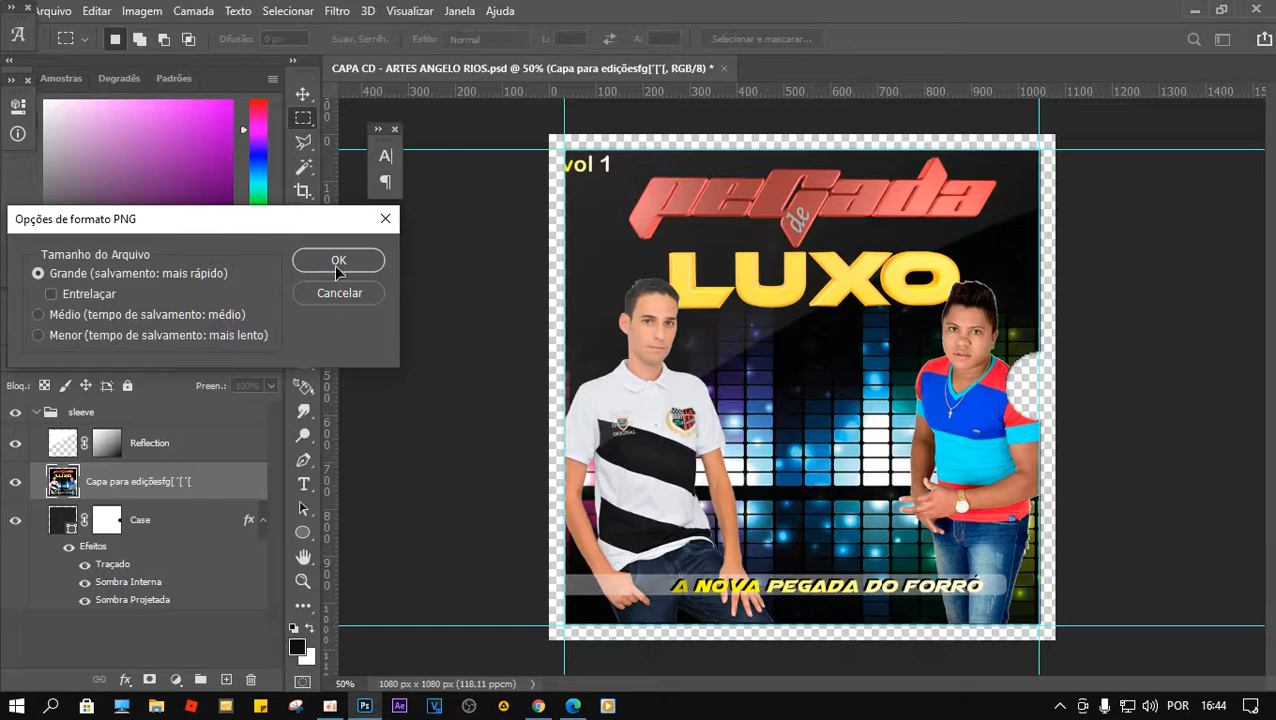 Arquivo Editar Imagem Camada Texto Selecionar Filtro 3D Visualizar Janela Ajuda
Difusão: 0 px Suav. Serrilh. Estilo: Normal L: A: Selecionar e mascarar...
Amostras Degradês Padrões
CAPA CD - ARTES ANGELO RIOS.psd @ 50% (Capa para ediçõesfg[´[´[, RGB/8) *
400 300 200 100 0 100 200 300 400 500 600 700 800 900 1000 1100 1200 1300 1400
vol 1
peGada
de
LUXO
ORIGINAL
A NOVA PEGADA DO FORRÓ
Opções de formato PNG
Tamanho do Arquivo
Grande (salvamento: mais rápido)
Entrelaçar
Médio (tempo de salvamento: médio)
Menor (tempo de salvamento: mais lento)
OK
Cancelar
Bloq.: Preen.: 100%
sleeve
Reflection
Capa para ediçõesfg[´[´[
Case fx
Efeitos
Traçado
Sombra Interna
Sombra Projetada
50% 1080 px x 1080 px (118,11 ppcm)
POR 16:44